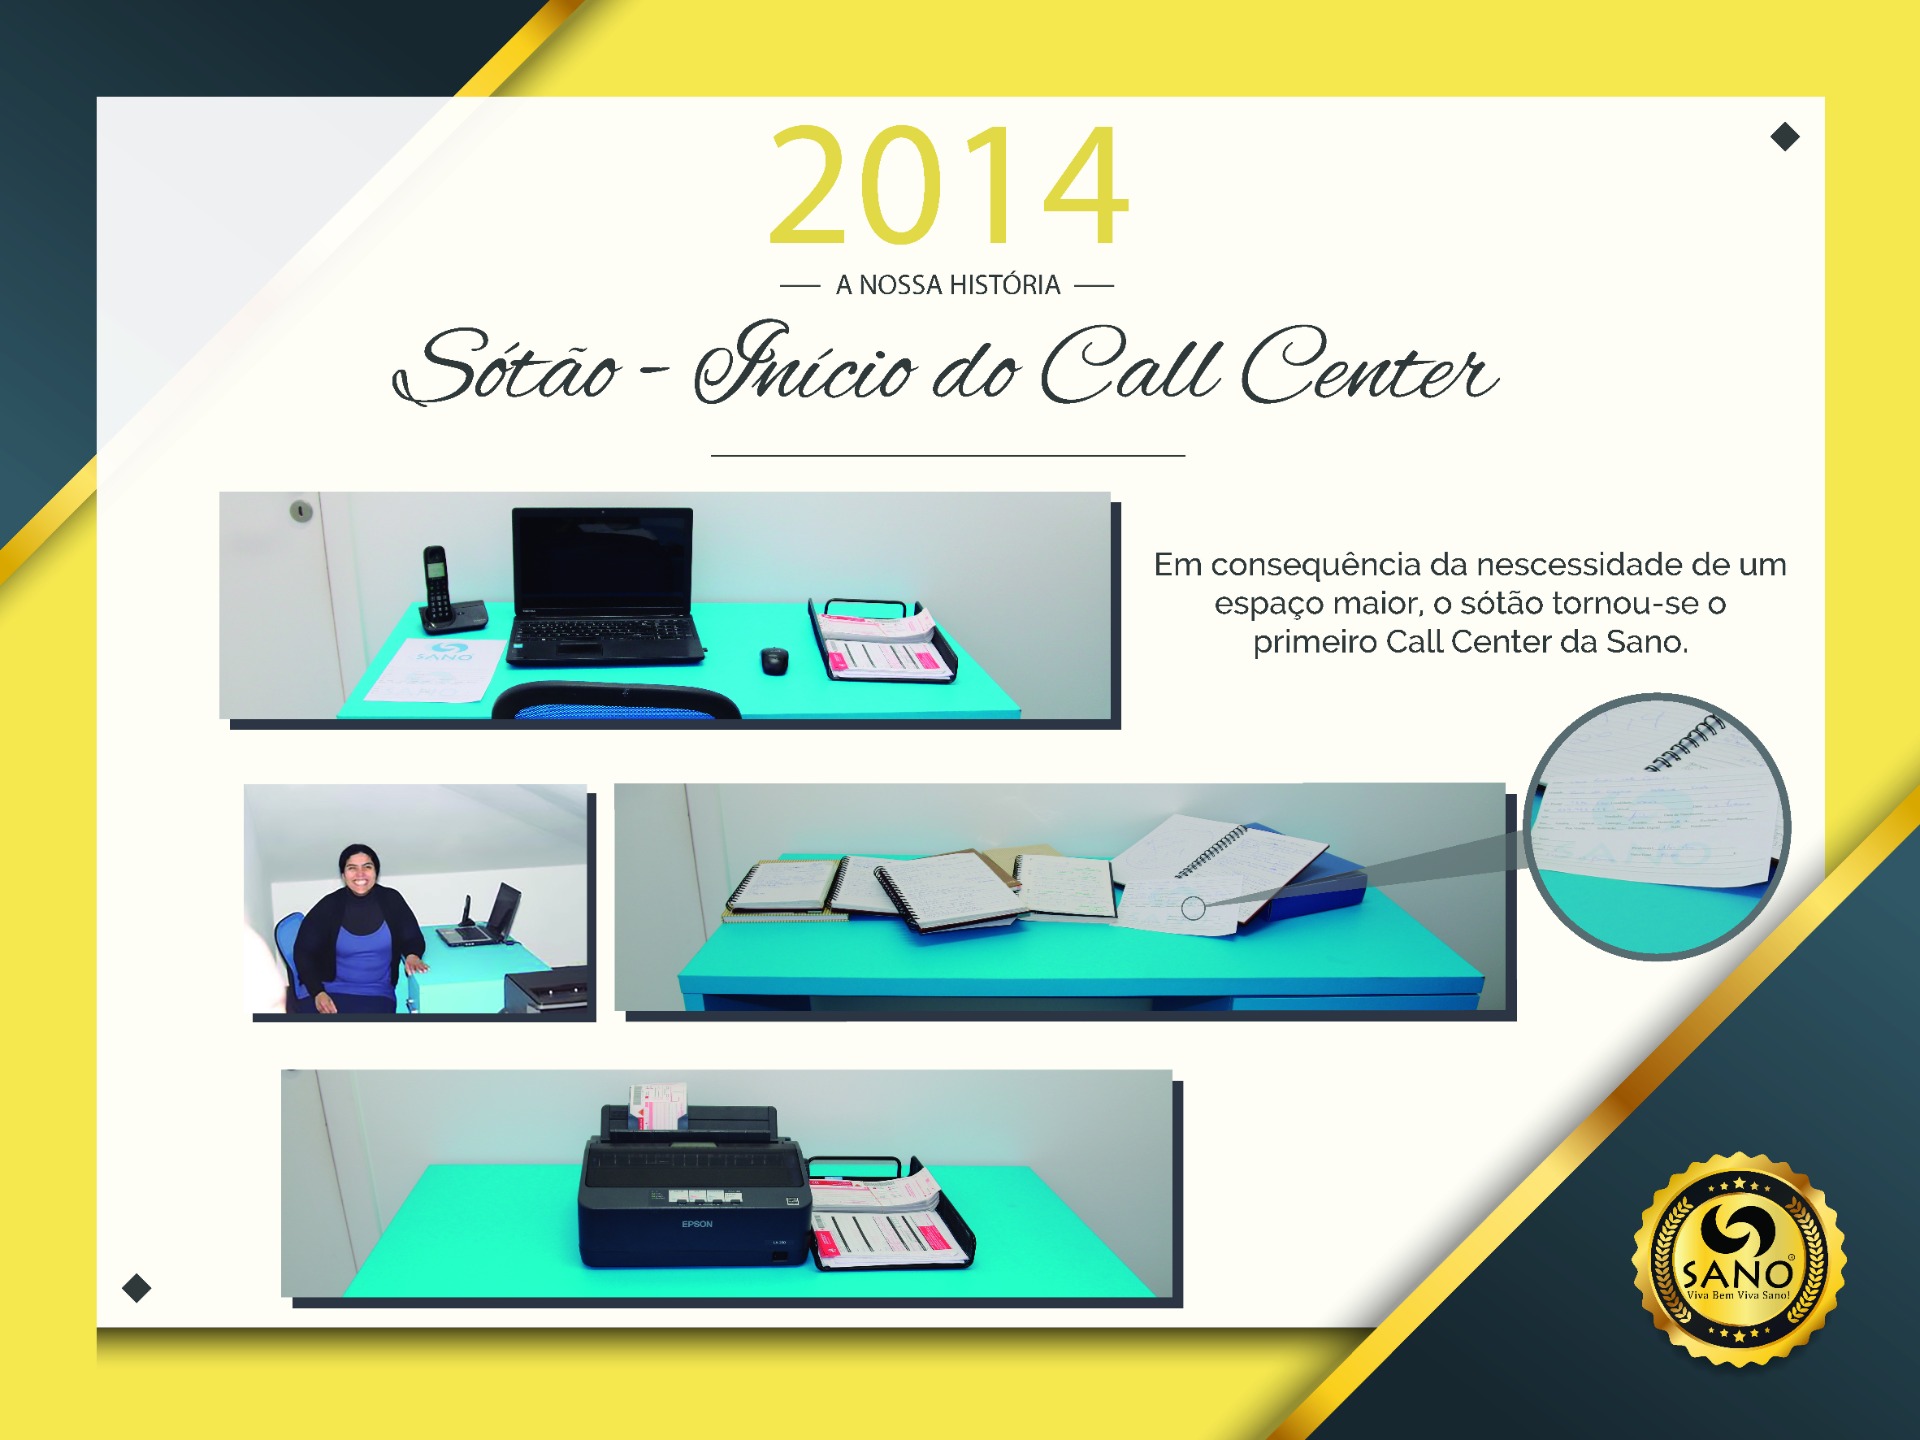 2014
A NOSSA HISTÓRIA
Sótão - Início do Call Center
Em consequência da nescessidade de um
espaço maior, o sótão tornou-se o
primeiro Call Center da Sano.
SANO
EPSON
SANO
Viva Bem Viva Sano!